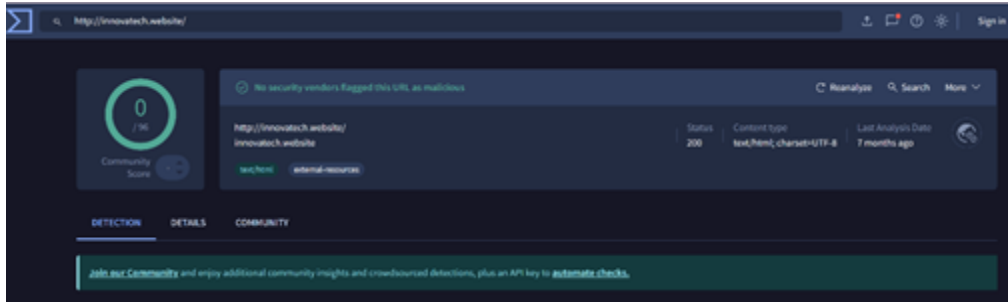 http://innovatech.website/
Sign in
0
/ 96
Community
Score
No security vendors flagged this URL as malicious
Reanalyze Search More
http://innovatech.website/
innovatech.website
Status
200
Content type
text/html; charset=UTF-8
Last Analysis Date
7 months ago
text/html external-resources
DETECTION DETAILS COMMUNITY
Join our Community and enjoy additional community insights and crowdsourced detections, plus an API key to automate checks.